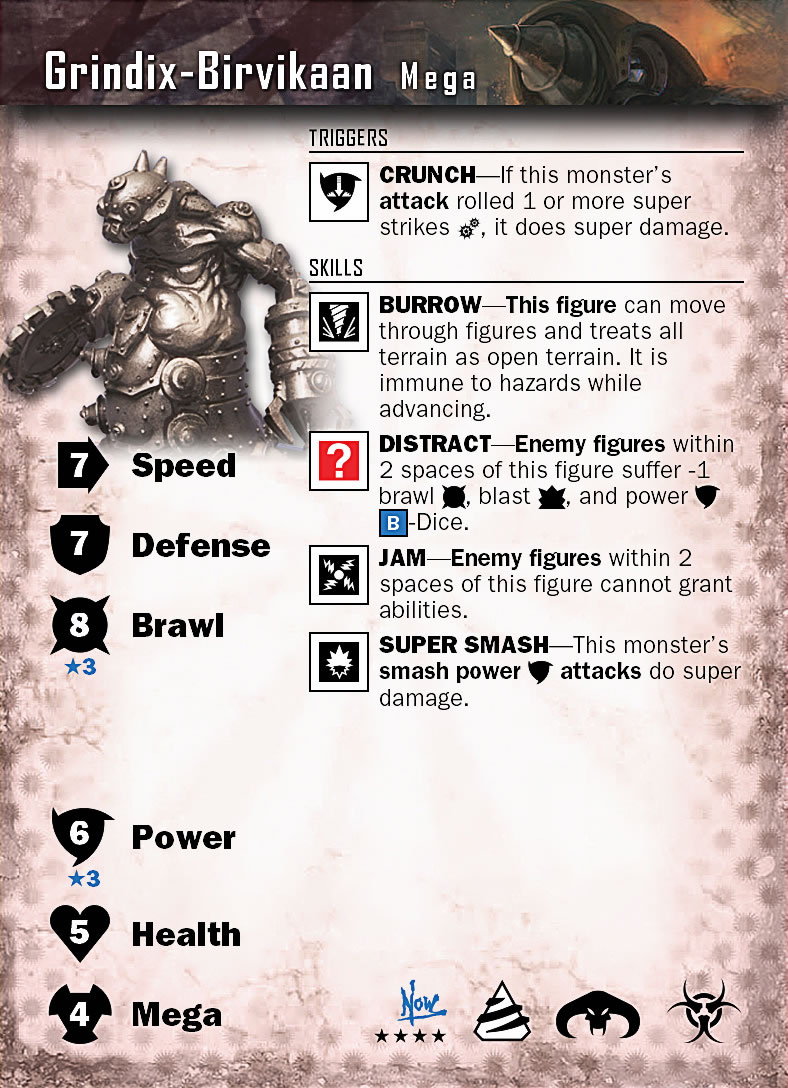 Grindix-Birvikaan Mega
TRIGGERS
CRUNCH—If this monster's
attack rolled 1 or more super
strikes , it does super damage.
SKILLS
BURROW—This figure can move
through figures and treats all
terrain as open terrain. It is
immune to hazards while
advancing.
?
DISTRACT—Enemy figures within
2 spaces of this figure suffer -1
brawl , blast , and power
B-Dice.
JAM—Enemy figures within 2
spaces of this figure cannot grant
abilities.
SUPER SMASH—This monster's
smash power attacks do super
damage.
7 Speed
7 Defense
8 Brawl
★3
6 Power
★3
5 Health
4 Mega
Now
★★★★